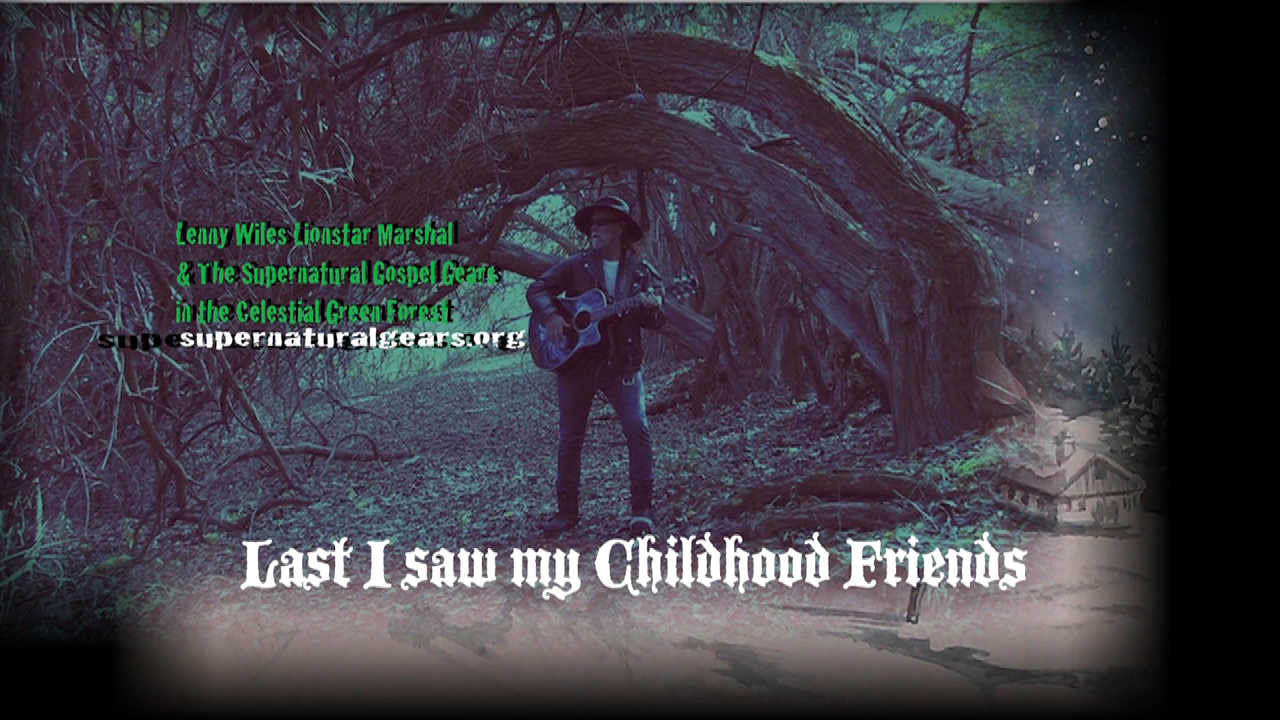 Lenny Wiles Lionstar Marshal
& The Supernatural Gospel Gears
in the Celestial Green Forest
supernaturalgears.org
Last I saw my Childhood Friends